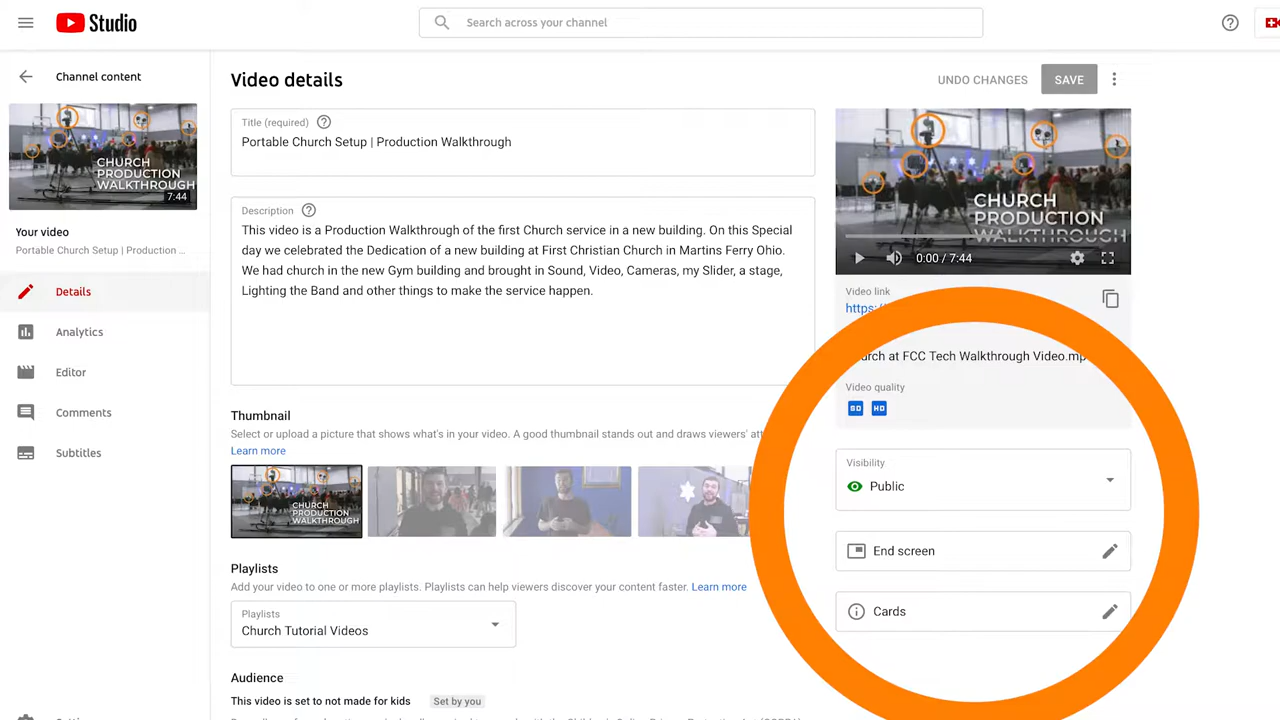 Studio
Search across your channel
Channel content
CHURCH
PRODUCTION
WALKTHROUGH
7:44
Your video
Portable Church Setup | Production ...
Details
Analytics
Editor
Comments
Subtitles
Video details
UNDO CHANGES
SAVE
Title (required)
Portable Church Setup | Production Walkthrough
Description
This video is a Production Walkthrough of the first Church service in a new building. On this Special
day we celebrated the Dedication of a new building at First Christian Church in Martins Ferry Ohio.
We had church in the new Gym building and brought in Sound, Video, Cameras, my Slider, a stage,
Lighting the Band and other things to make the service happen.
Thumbnail
Select or upload a picture that shows what's in your video. A good thumbnail stands out and draws viewers'
Learn more
CHURCH
PRODUCTION
WALKTHROUGH
Playlists
Add your video to one or more playlists. Playlists can help viewers discover your content faster. Learn more
Playlists
Church Tutorial Videos
Audience
This video is set to not made for kids
Set by you
CHURCH
PRODUCTION
WALKTHROUGH
0:00 / 7:44
Video link
https:/
at FCC Tech Walkthrough Video.mp
Video quality
SD HD
Visibility
Public
End screen
Cards